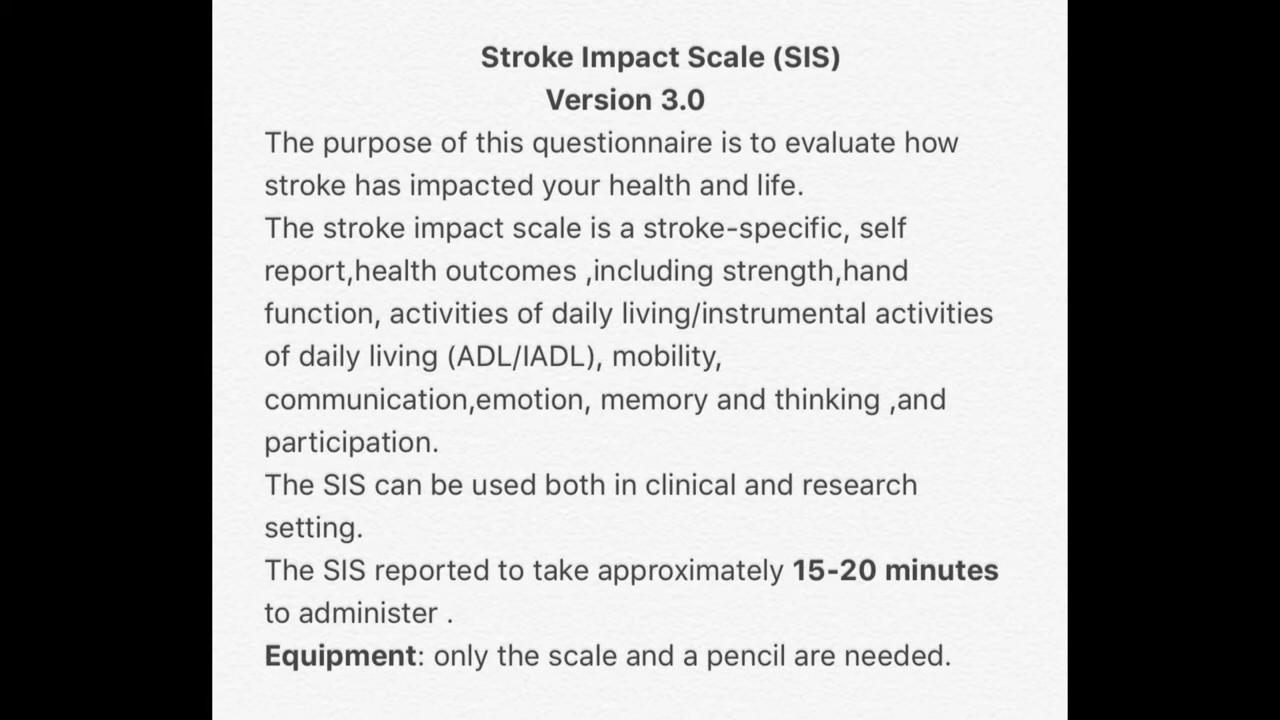 Stroke Impact Scale (SIS)
Version 3.0
The purpose of this questionnaire is to evaluate how
stroke has impacted your health and life.
The stroke impact scale is a stroke-specific, self
report,health outcomes ,including strength,hand
function, activities of daily living/instrumental activities
of daily living (ADL/IADL), mobility,
communication,emotion, memory and thinking ,and
participation.
The SIS can be used both in clinical and research
setting.
The SIS reported to take approximately 15-20 minutes
to administer .
Equipment: only the scale and a pencil are needed.